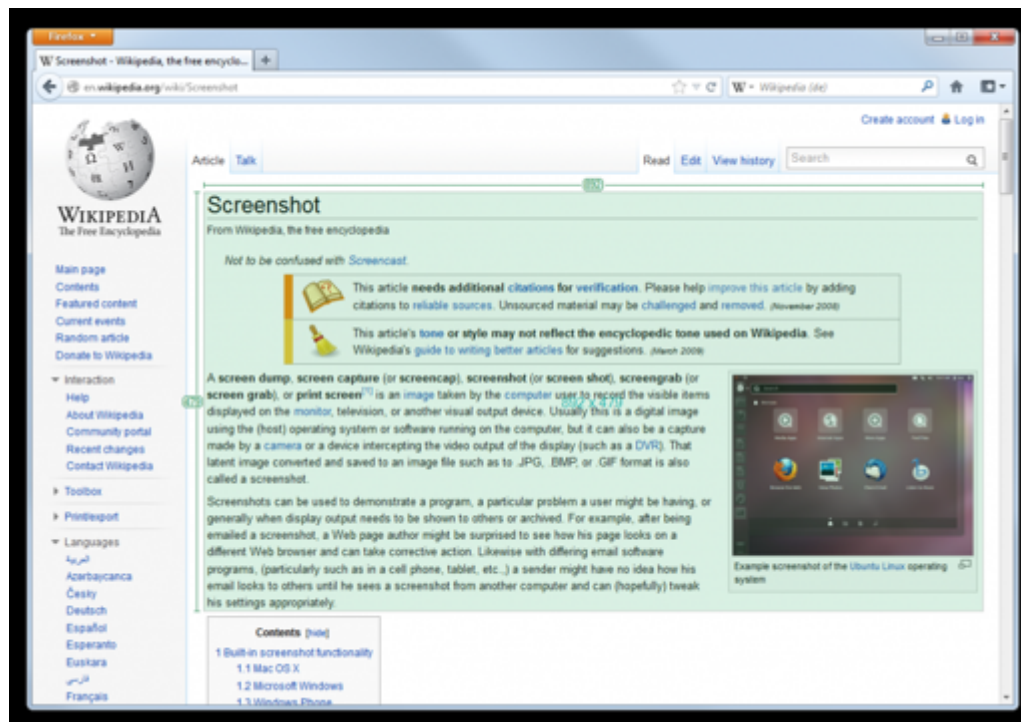 Firefox
Screenshot - Wikipedia, the free encyclo...
en.wikipedia.org/wiki/Screenshot
W - Wikipedia (de)
Create account Log in
Article Talk
Read Edit View history Search
892
WIKIPEDIA
The Free Encyclopedia
Screenshot
From Wikipedia, the free encyclopedia
Not to be confused with Screencast.
This article needs additional citations for verification. Please help improve this article by adding
citations to reliable sources. Unsourced material may be challenged and removed. (November 2008)
This article's tone or style may not reflect the encyclopedic tone used on Wikipedia. See
Wikipedia's guide to writing better articles for suggestions. (March 2009)
Main page
Contents
Featured content
Current events
Random article
Donate to Wikipedia
Interaction
Help
About Wikipedia
Community portal
Recent changes
Contact Wikipedia
Toolbox
Print/export
Languages
العربية
Azərbaycanca
Česky
Deutsch
Español
Esperanto
Euskara
فارسی
Français
479
892 x 479
A screen dump, screen capture (or screencap), screenshot (or screen shot), screengrab (or
screen grab), or print screen[1] is an image taken by the computer user to record the visible items
displayed on the monitor, television, or another visual output device. Usually this is a digital image
using the (host) operating system or software running on the computer, but it can also be a capture
made by a camera or a device intercepting the video output of the display (such as a DVR). That
latent image converted and saved to an image file such as to .JPG, .BMP, or .GIF format is also
called a screenshot.
Screenshots can be used to demonstrate a program, a particular problem a user might be having, or
generally when display output needs to be shown to others or archived. For example, after being
emailed a screenshot, a Web page author might be surprised to see how his page looks on a
different Web browser and can take corrective action. Likewise with differing email software
programs, (particularly such as in a cell phone, tablet, etc.,) a sender might have no idea how his
email looks to others until he sees a screenshot from another computer and can (hopefully) tweak
his settings appropriately.
Example screenshot of the Ubuntu Linux operating
system
Contents [hide]
1 Built-in screenshot functionality
1.1 Mac OS X
1.2 Microsoft Windows
1.3 Windows Phone